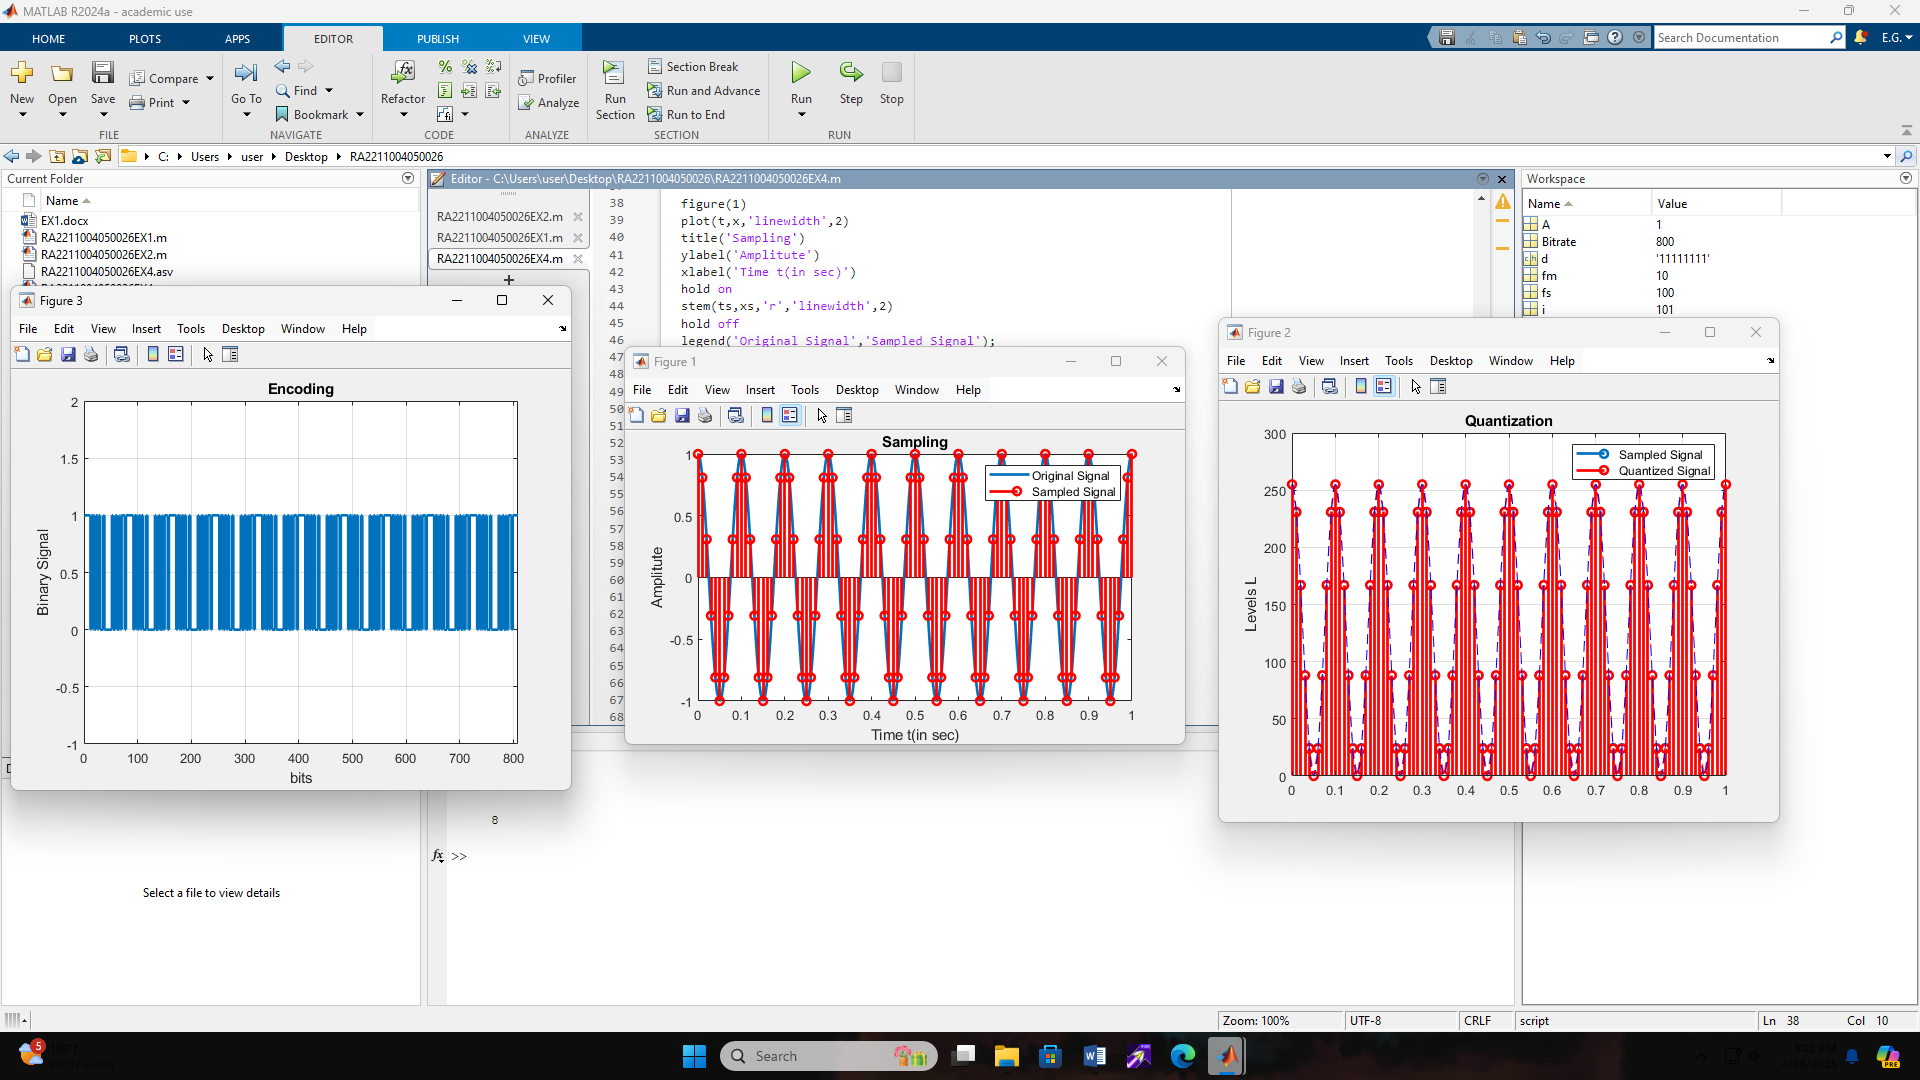 MATLAB R2024a - academic use
HOME PLOTS APPS EDITOR PUBLISH VIEW
Search Documentation E.G.
New Open Save Compare Print
FILE
Go To Find Bookmark
NAVIGATE
Refactor
CODE
Profiler
Analyze
ANALYZE
Run Section
Section Break
Run and Advance
Run to End
SECTION
Run Step Stop
RUN
C: Users user Desktop RA2211004050026
Current Folder
Name
EX1.docx
RA2211004050026EX1.m
RA2211004050026EX2.m
RA2211004050026EX4.asv
Editor - C:\Users\user\Desktop\RA2211004050026\RA2211004050026EX4.m
RA2211004050026EX2.m
RA2211004050026EX1.m
RA2211004050026EX4.m
+
38 figure(1)
39 plot(t,x,'linewidth',2)
40 title('Sampling')
41 ylabel('Amplitude')
42 xlabel('Time t(in sec)')
43 hold on
44 stem(ts,xs,'r','linewidth',2)
45 hold off
46 legend('Original Signal','Sampled Signal');
48
49
50
51
52
53
54
55
56
57
58
59
60
61
62
63
64
65
66
67
68
Workspace
Name Value
A 1
Bitrate 800
d '11111111'
fm 10
fs 100
i 101
Figure 3
File Edit View Insert Tools Desktop Window Help
Encoding
Binary Signal
2
1.5
1
0.5
0
-0.5
-1
0 100 200 300 400 500 600 700 800
bits
Figure 1
File Edit View Insert Tools Desktop Window Help
Sampling
Original Signal
Sampled Signal
Amplitude
1
0.5
0
-0.5
-1
0 0.1 0.2 0.3 0.4 0.5 0.6 0.7 0.8 0.9 1
Time t(in sec)
Figure 2
File Edit View Insert Tools Desktop Window Help
Quantization
Sampled Signal
Quantized Signal
Levels L
300
250
200
150
100
50
0
0 0.1 0.2 0.3 0.4 0.5 0.6 0.7 0.8 0.9 1
8
fx >>
Select a file to view details
Zoom: 100% UTF-8 CRLF script Ln 38 Col 10
5
Search
PRE